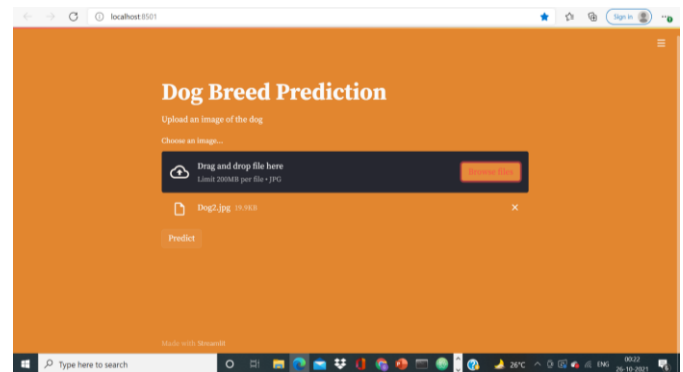 localhost:8501
Sign in
Dog Breed Prediction
Upload an image of the dog
Choose an image...
Drag and drop file here
Limit 200MB per file • JPG
Browse files
Dog2.jpg 19.9KB
Predict
Made with Streamlit
Type here to search
26°C
ENG
00:22
26-10-2021